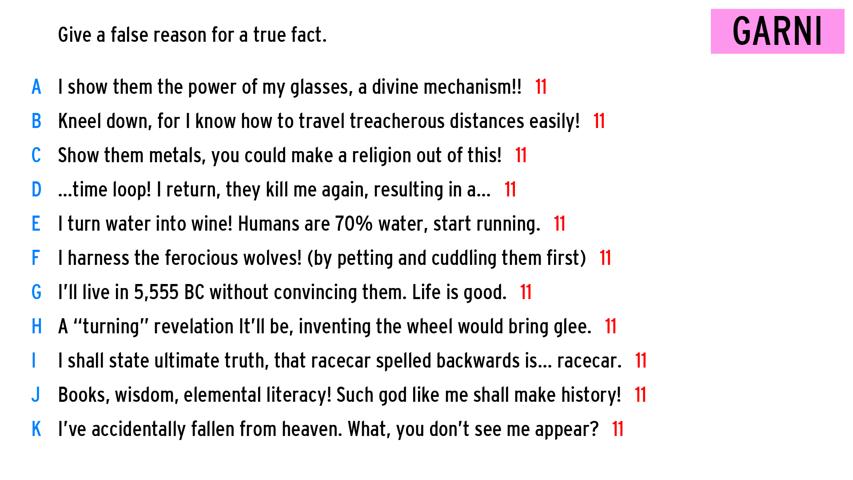 Give a false reason for a true fact.
GARNI
A I show them the power of my glasses, a divine mechanism!! 11
B Kneel down, for I know how to travel treacherous distances easily! 11
C Show them metals, you could make a religion out of this! 11
D ...time loop! I return, they kill me again, resulting in a... 11
E I turn water into wine! Humans are 70% water, start running. 11
F I harness the ferocious wolves! (by petting and cuddling them first) 11
G I'll live in 5,555 BC without convincing them. Life is good. 11
H A “turning” revelation It'll be, inventing the wheel would bring glee. 11
I I shall state ultimate truth, that racecar spelled backwards is... racecar. 11
J Books, wisdom, elemental literacy! Such god like me shall make history! 11
K I've accidentally fallen from heaven. What, you don't see me appear? 11